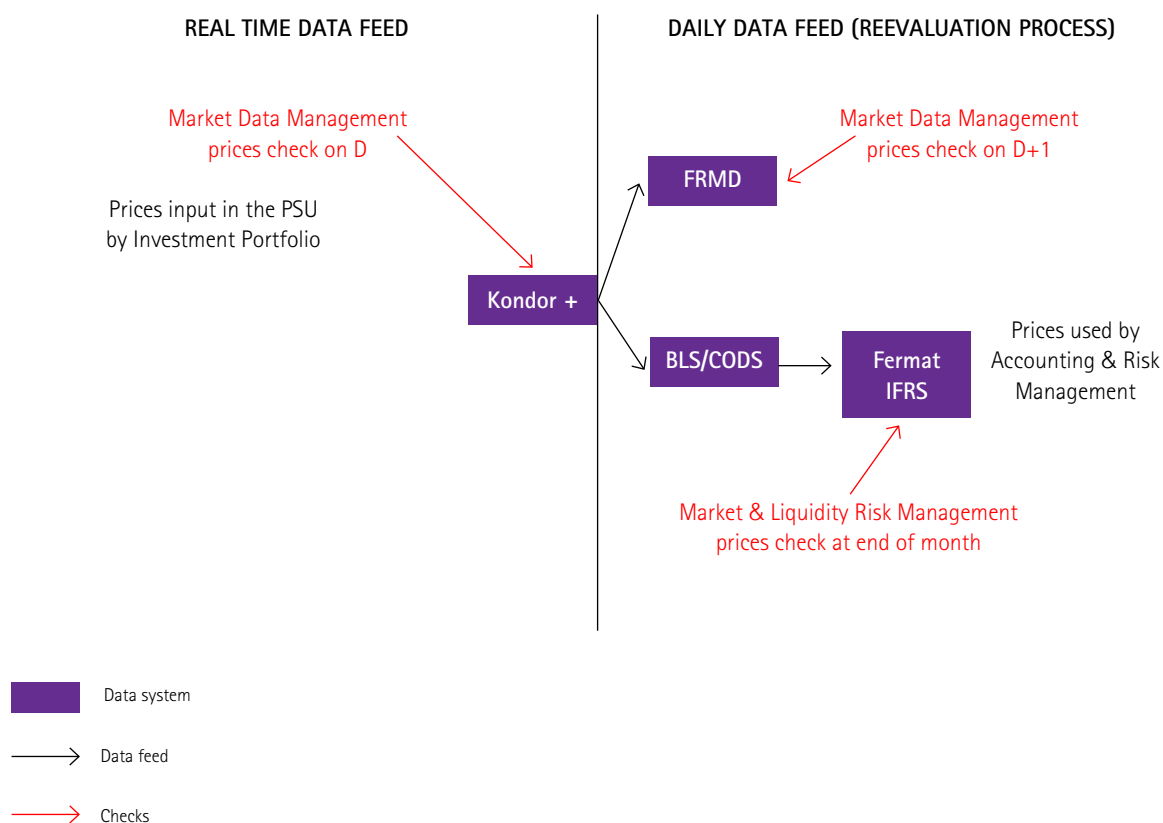 REAL TIME DATA FEED
DAILY DATA FEED (REEVALUATION PROCESS)
Market Data Management
prices check on D
Market Data Management
prices check on D+1
FRMD
Prices input in the PSU
by Investment Portfolio
Kondor +
BLS/CODS
Fermat
IFRS
Prices used by
Accounting & Risk
Management
Market & Liquidity Risk Management
prices check at end of month
Data system
Data feed
Checks